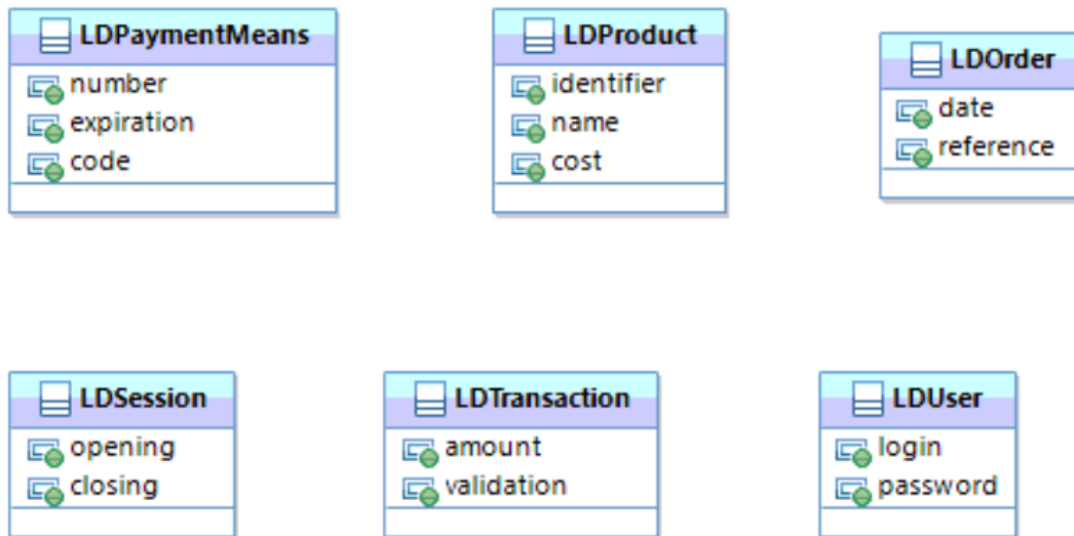 LDPaymentMeans
number
expiration
code
LDProduct
identifier
name
cost
LDOrder
date
reference
LDSession
opening
closing
LDTransaction
amount
validation
LDUser
login
password